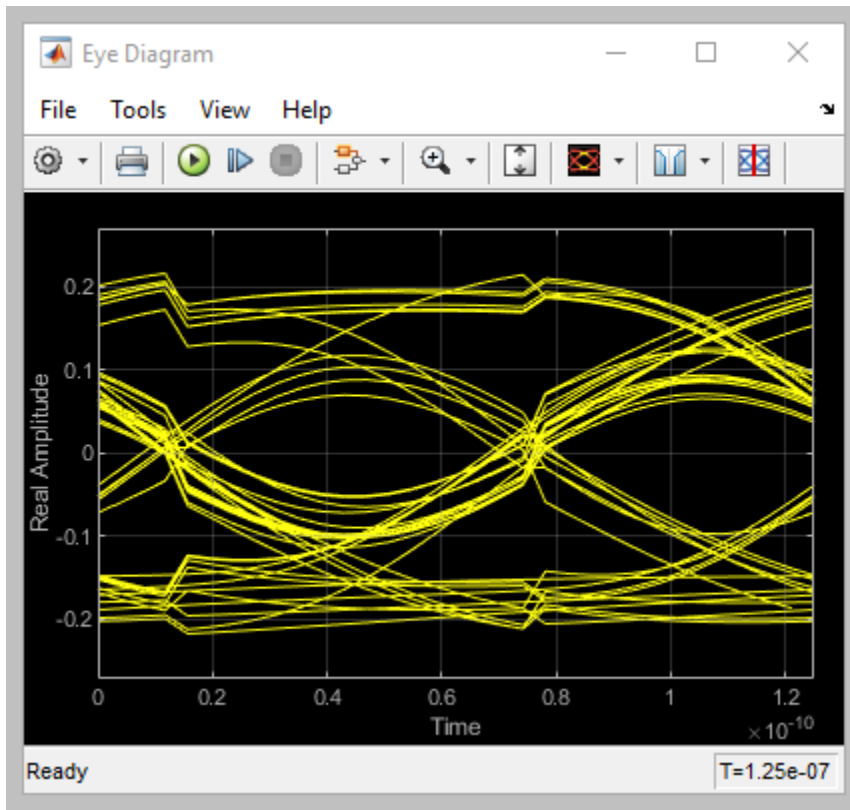 Eye Diagram
File Tools View Help
0.2
0.1
0
-0.1
-0.2
Real Amplitude
0 0.2 0.4 0.6 0.8 1 1.2
Time
×10⁻¹⁰
Ready T=1.25e-07